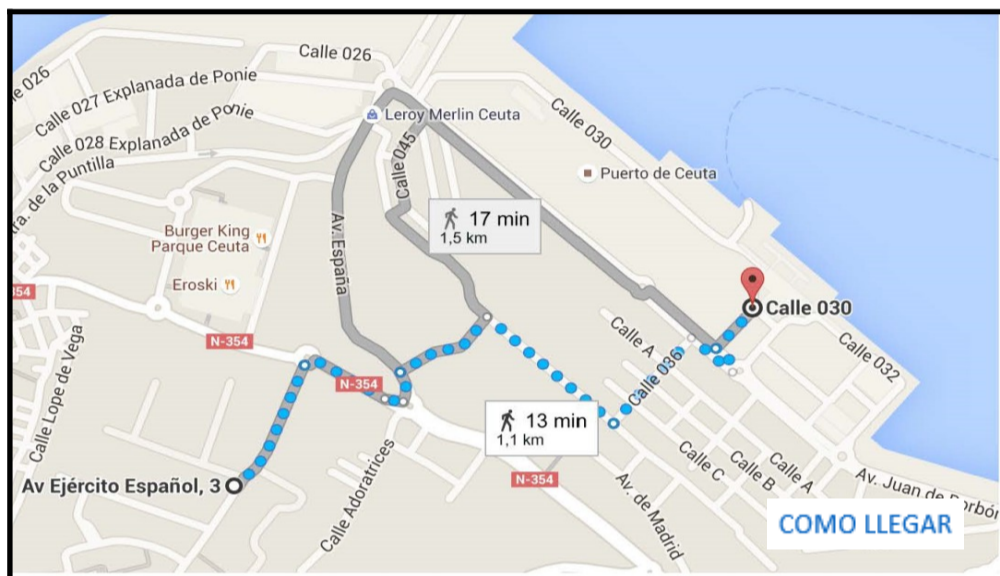 Calle 026
e 026
Calle 027 Explanada de Ponie
Leroy Merlin Ceuta
Calle 030
Calle 028 Explanada de Ponie
Calle 045
tra. de la Puntilla
Puerto de Ceuta
17 min
1,5 km
Burger King
Parque Ceuta
Av. España
Eroski
354
Calle 030
N-354
Calle A
Calle 032
Calle Lope de Vega
N-354
Calle 036
13 min
1,1 km
Calle Adoratrices
Calle C
Calle B
Calle A
N-354
Av Ejército Español, 3
Av. de Madrid
Av. Juan de Borbón
COMO LLEGAR